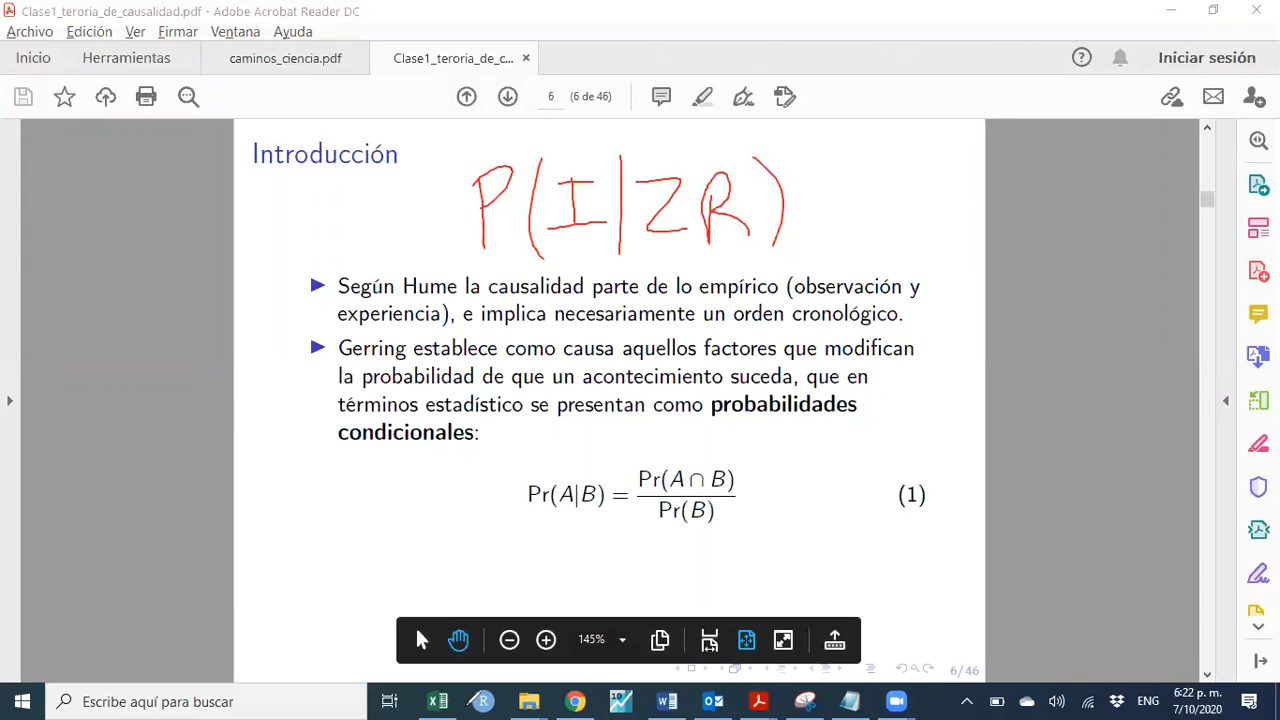 Clase1_teroria_de_causalidad.pdf - Adobe Acrobat Reader DC
Archivo Edición Ver Firmar Ventana Ayuda
Inicio Herramientas caminos_ciencia.pdf Clase1_teroria_de_c... × Iniciar sesión
6 (6 de 46)
Introducción
P(I|ZR)
Según Hume la causalidad parte de lo empírico (observación y
experiencia), e implica necesariamente un orden cronológico.
Gerring establece como causa aquellos factores que modifican
la probabilidad de que un acontecimiento suceda, que en
términos estadístico se presentan como probabilidades
condicionales:
Pr(A|B) = Pr(A ∩ B) / Pr(B) (1)
145%
6/46
Escribe aquí para buscar
ENG
6:22 p. m.
7/10/2020